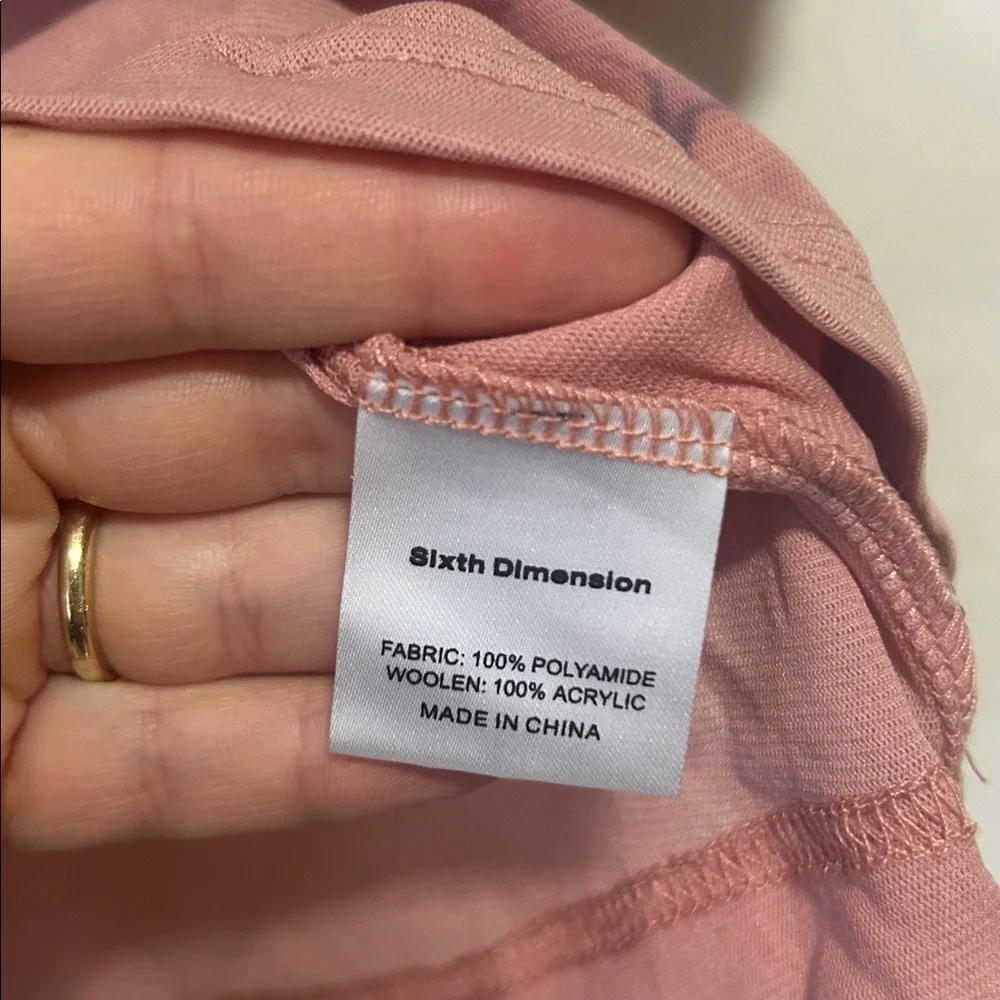 Sixth Dimension
FABRIC: 100% POLYAMIDE
WOOLEN: 100% ACRYLIC
MADE IN CHINA